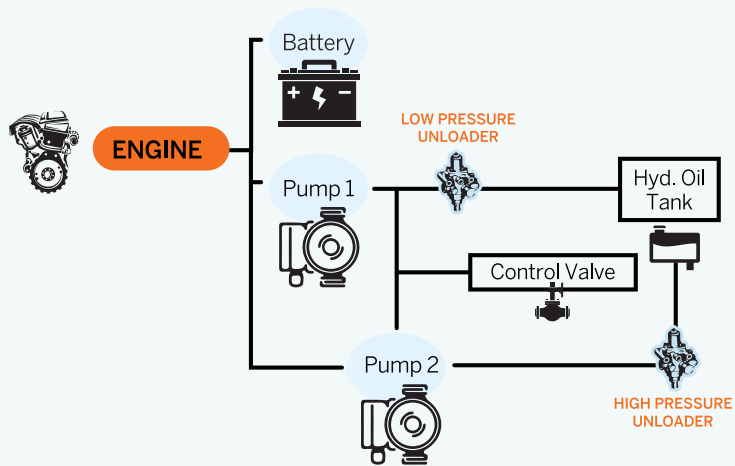 Battery
LOW PRESSURE
UNLOADER
ENGINE
Pump 1
Hyd. Oil
Tank
Control Valve
Pump 2
HIGH PRESSURE
UNLOADER